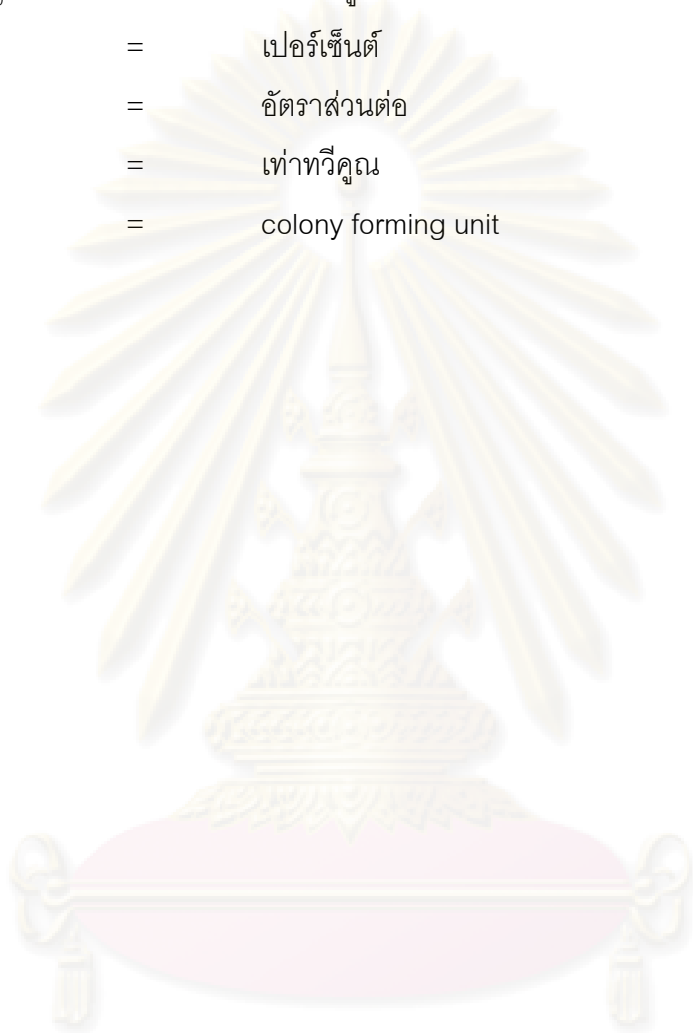 = เปอร์เซ็นต์
= อัตราส่วนต่อ
= เท่าทวีคูณ
= colony forming unit